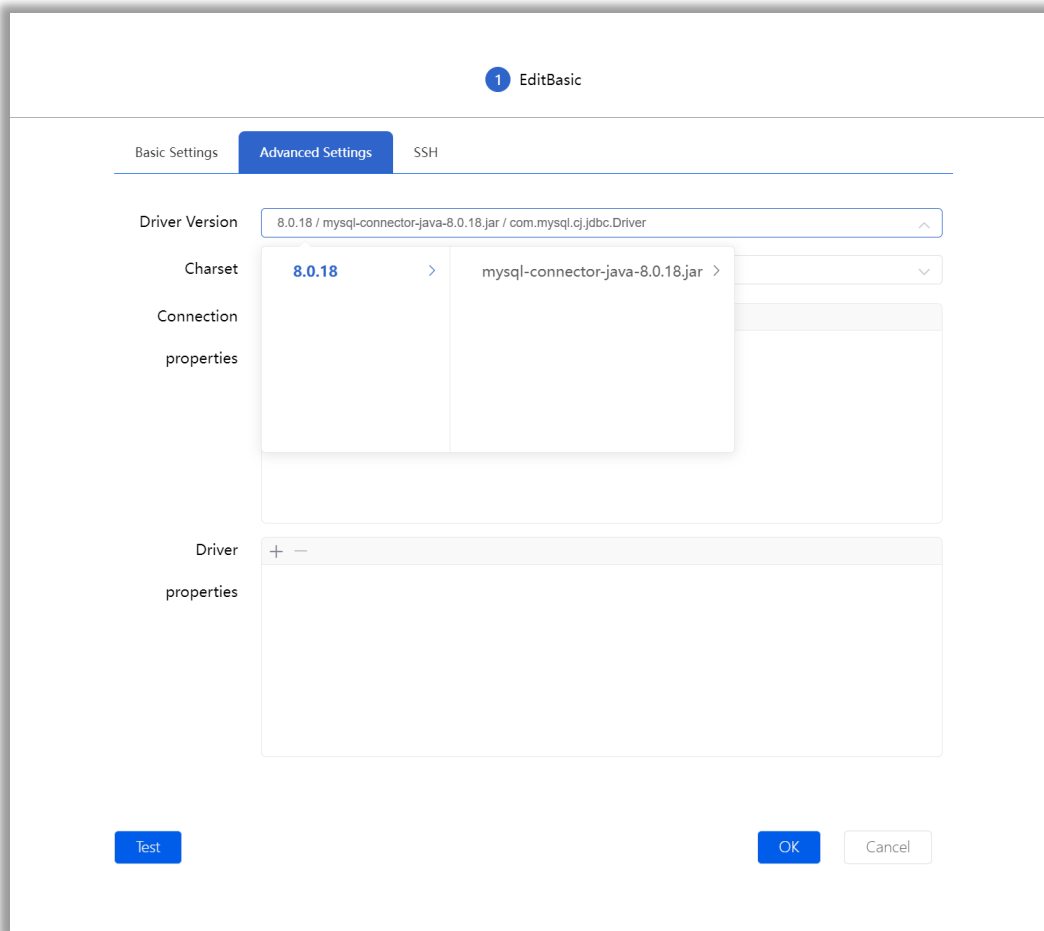 1 EditBasic
Basic Settings Advanced Settings SSH
Driver Version 8.0.18 / mysql-connector-java-8.0.18.jar / com.mysql.cj.jdbc.Driver
Charset 8.0.18 mysql-connector-java-8.0.18.jar
Connection
properties
Driver
properties
Test OK Cancel